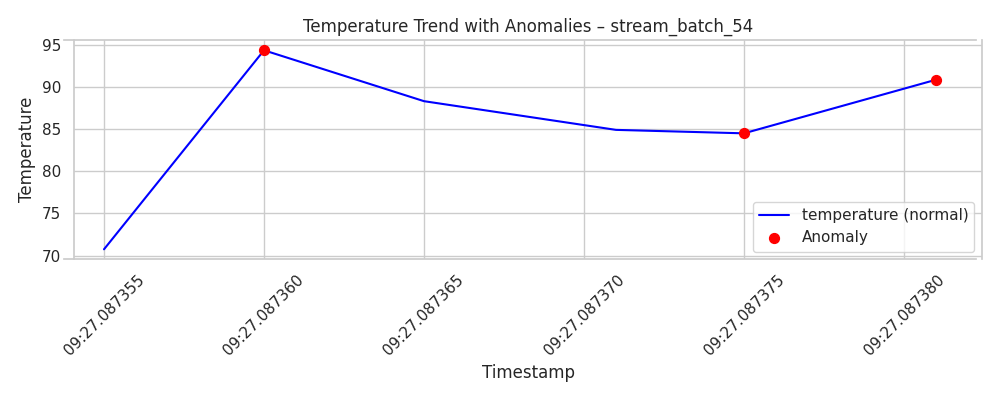 Temperature Trend with Anomalies – stream_batch_54
Temperature
95
90
85
80
75
70
temperature (normal)
Anomaly
09:27.087355
09:27.087360
09:27.087365
09:27.087370
09:27.087375
09:27.087380
Timestamp